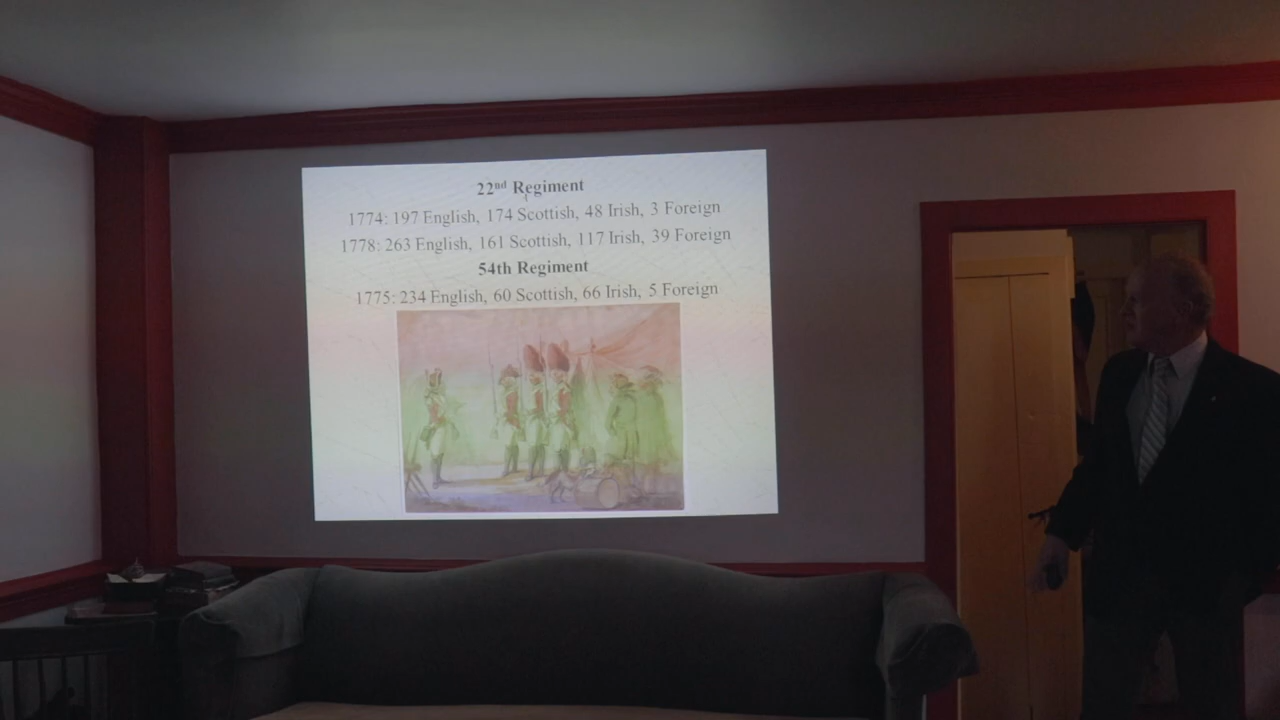 22nd Regiment
1774: 197 English, 174 Scottish, 48 Irish, 3 Foreign
1778: 263 English, 161 Scottish, 117 Irish, 39 Foreign
54th Regiment
1775: 234 English, 60 Scottish, 66 Irish, 5 Foreign